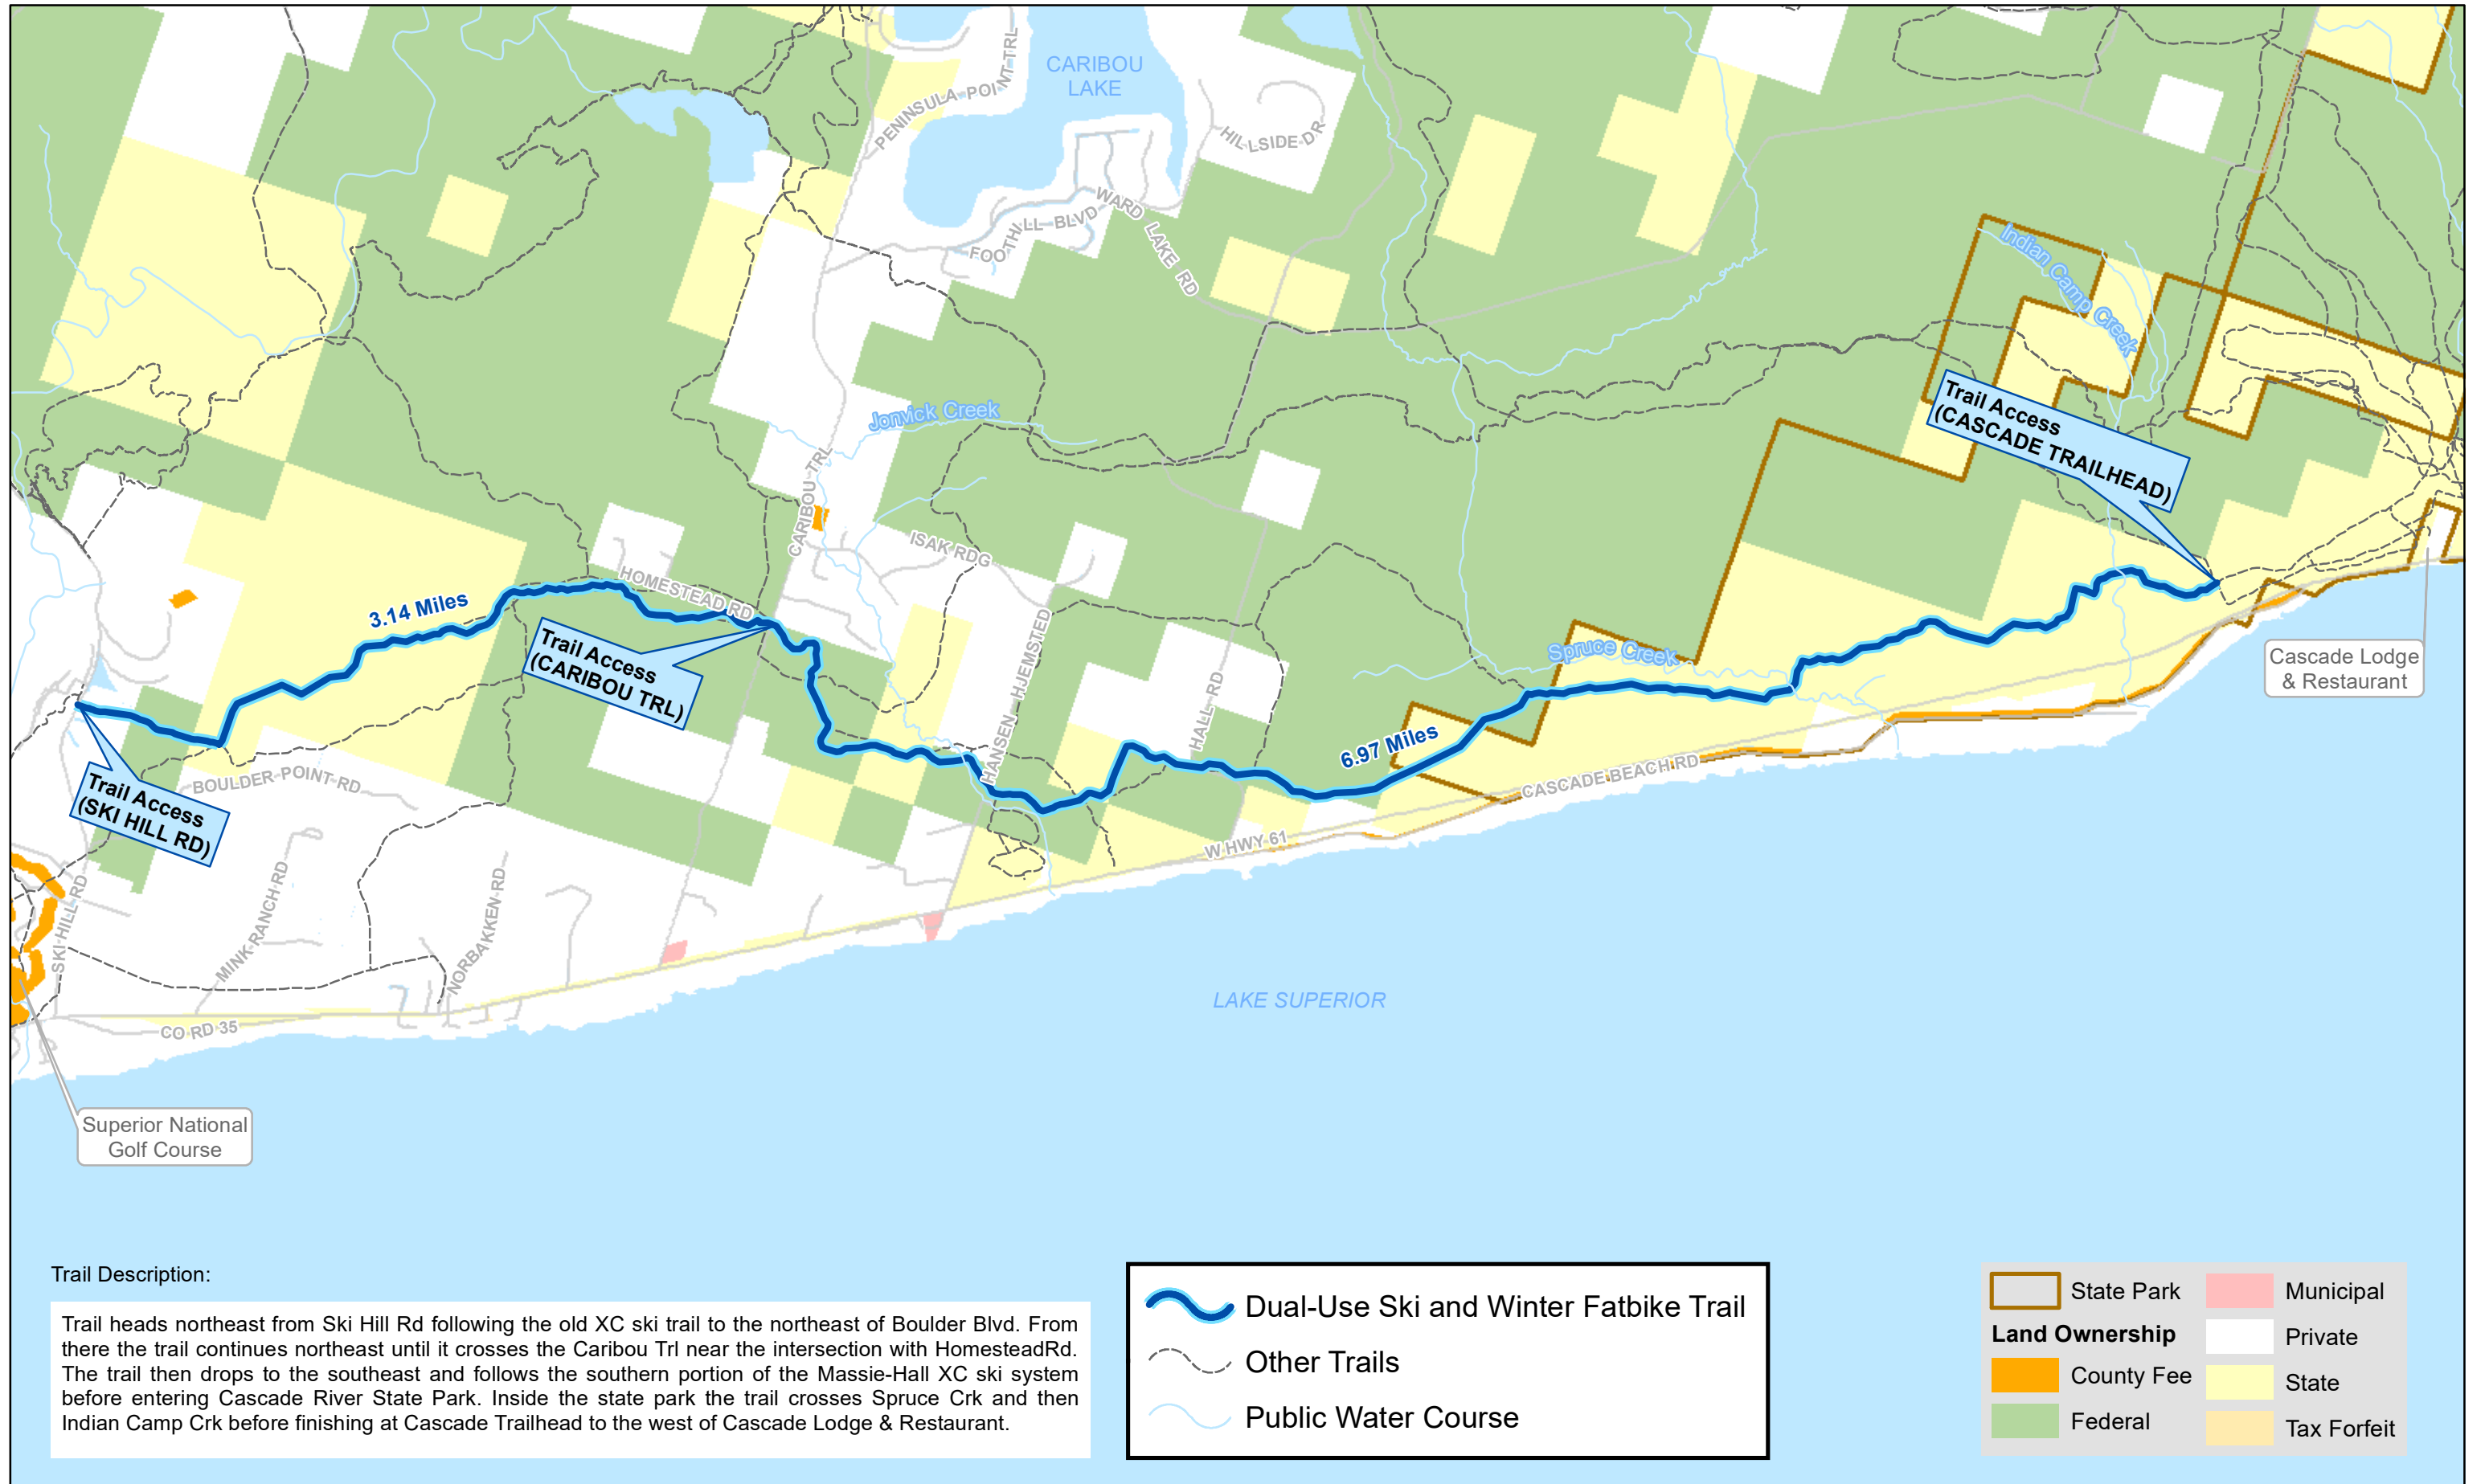 CARIBOU
LAKE
PENINSULA POINT TRL
HILLSIDE DR
WARD LAKE RD
FOOTHILL BLVD
Indian Camp Creek
Jonvick Creek
Trail Access
(CASCADE TRAILHEAD)
CARIBOU TRL
ISAK RDG
HOMESTEAD RD
3.14 Miles
Trail Access
(CARIBOU TRL)
HANSEN - HJEMSTED
HALL RD
Spruce Creek
Cascade Lodge
& Restaurant
6.97 Miles
CASCADE BEACH RD
BOULDER POINT RD
Trail Access
(SKI HILL RD)
W HWY 61
SKI HILL RD
MINK RANCH RD
NORBAKKEN RD
LAKE SUPERIOR
CO RD 35
Superior National
Golf Course
Trail Description:
Trail heads northeast from Ski Hill Rd following the old XC ski trail to the northeast of Boulder Blvd. From
there the trail continues northeast until it crosses the Caribou Trl near the intersection with HomesteadRd.
The trail then drops to the southeast and follows the southern portion of the Massie-Hall XC ski system
before entering Cascade River State Park. Inside the state park the trail crosses Spruce Crk and then
Indian Camp Crk before finishing at Cascade Trailhead to the west of Cascade Lodge & Restaurant.
Dual-Use Ski and Winter Fatbike Trail
Other Trails
Public Water Course
State Park
Land Ownership
County Fee
Federal
Municipal
Private
State
Tax Forfeit